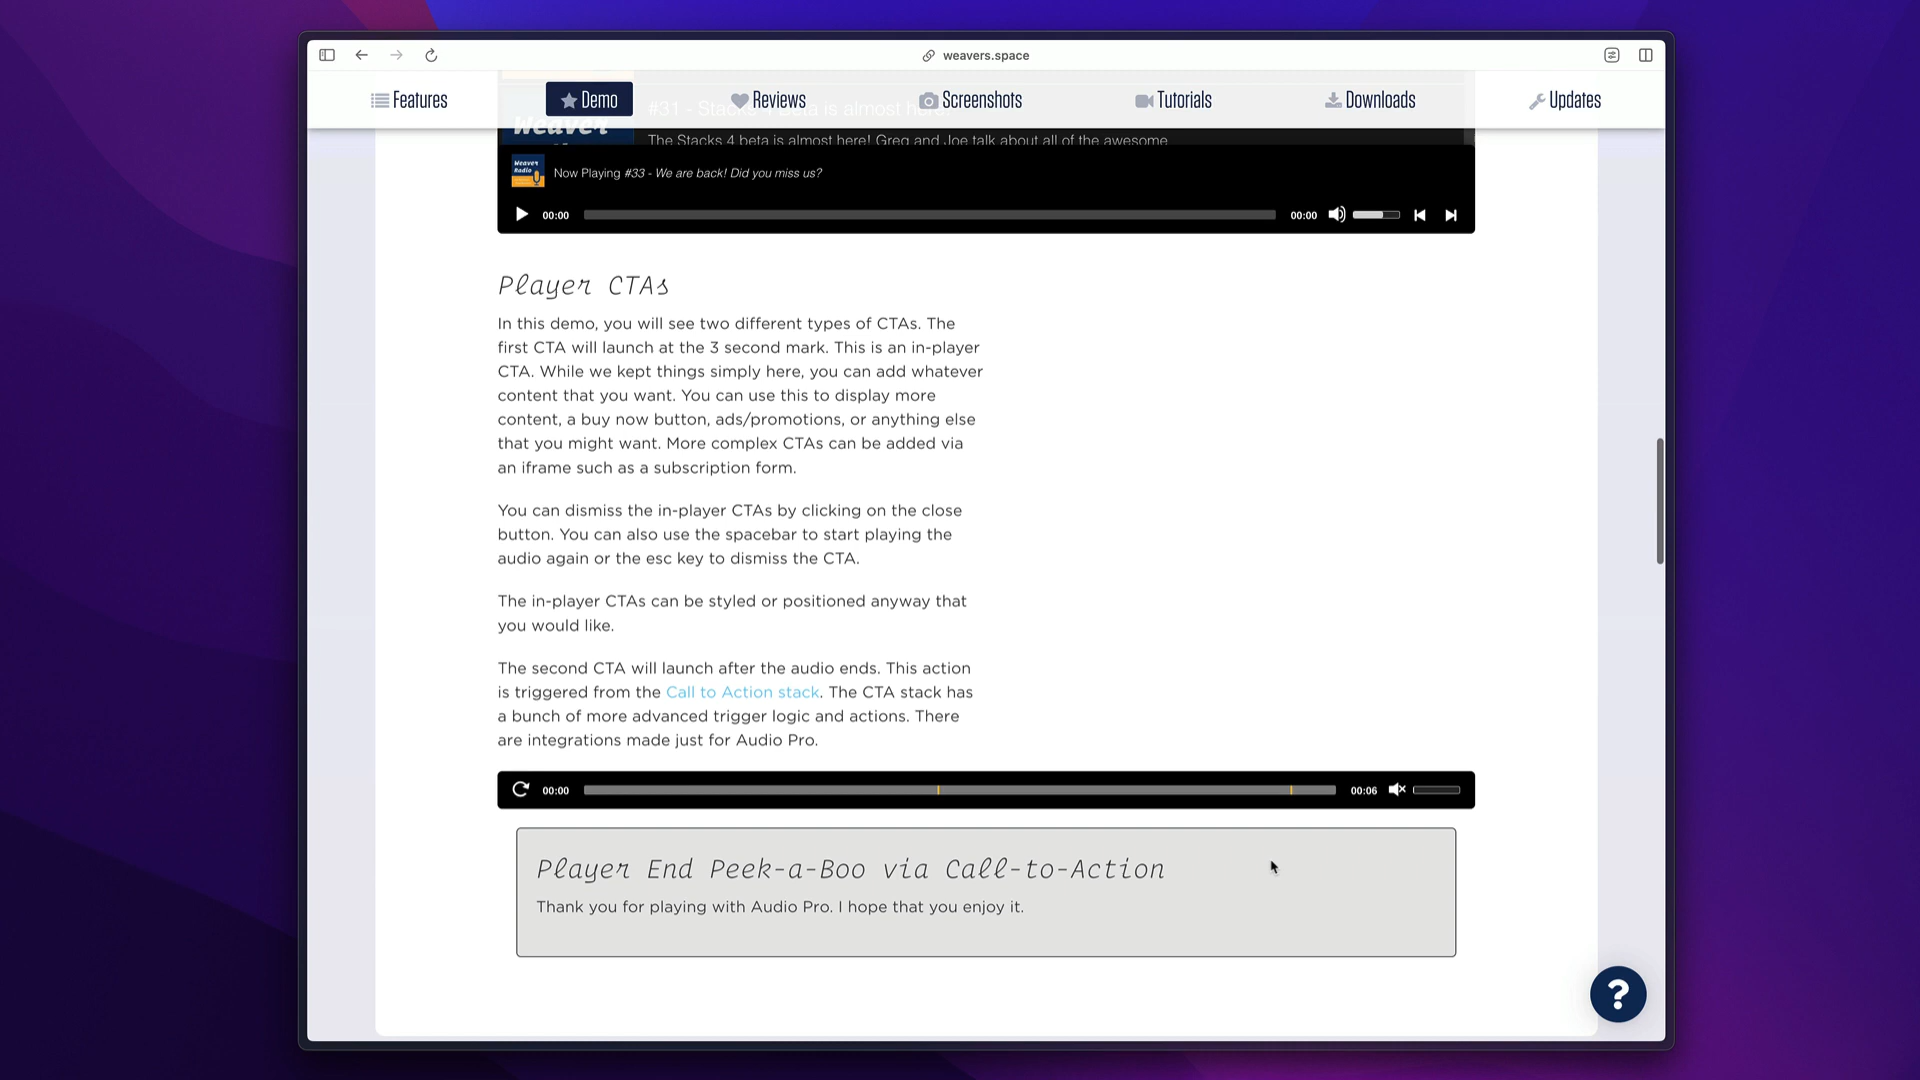 weavers.space
Features
Demo
Reviews
Screenshots
Tutorials
Downloads
Updates
#31 - Stacks 4 beta is almost here!
Weaver
The Stacks 4 beta is almost here! Greg and Joe talk about all of the awesome
Weaver
Radio
Now Playing #33 - We are back! Did you miss us?
00:00
00:00
Player CTAs
In this demo, you will see two different types of CTAs. The
first CTA will launch at the 3 second mark. This is an in-player
CTA. While we kept things simply here, you can add whatever
content that you want. You can use this to display more
content, a buy now button, ads/promotions, or anything else
that you might want. More complex CTAs can be added via
an iframe such as a subscription form.
You can dismiss the in-player CTAs by clicking on the close
button. You can also use the spacebar to start playing the
audio again or the esc key to dismiss the CTA.
The in-player CTAs can be styled or positioned anyway that
you would like.
The second CTA will launch after the audio ends. This action
is triggered from the Call to Action stack. The CTA stack has
a bunch of more advanced trigger logic and actions. There
are integrations made just for Audio Pro.
00:00
00:06
Player End Peek-a-Boo via Call-to-Action
Thank you for playing with Audio Pro. I hope that you enjoy it.
?